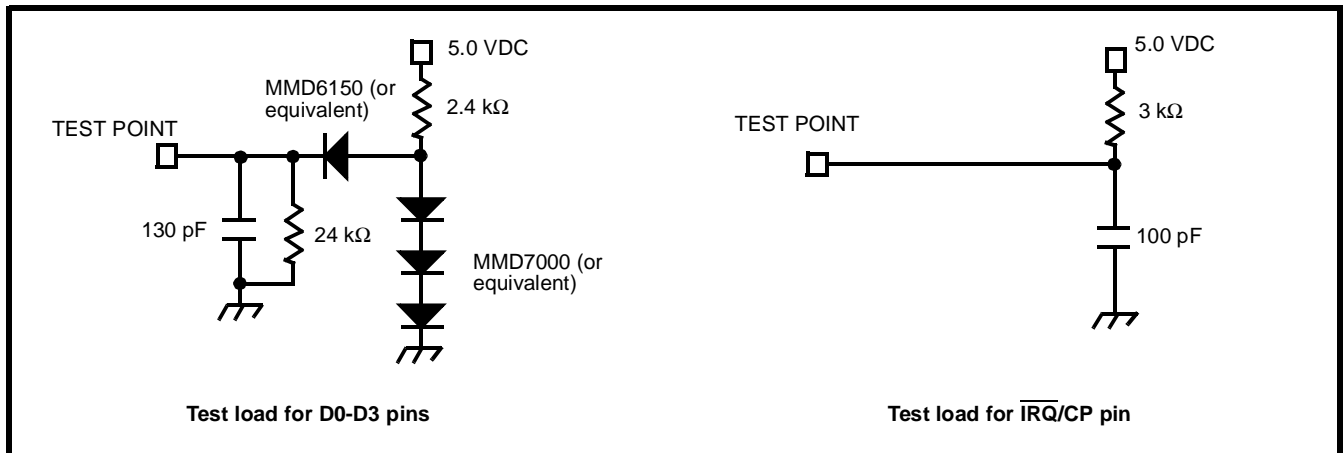 5.0 VDC
MMD6150 (or
equivalent)
2.4 kΩ
TEST POINT
130 pF
24 kΩ
MMD7000 (or
equivalent)
Test load for D0-D3 pins
5.0 VDC
3 kΩ
TEST POINT
100 pF
Test load for I̅R̅Q̅/CP pin